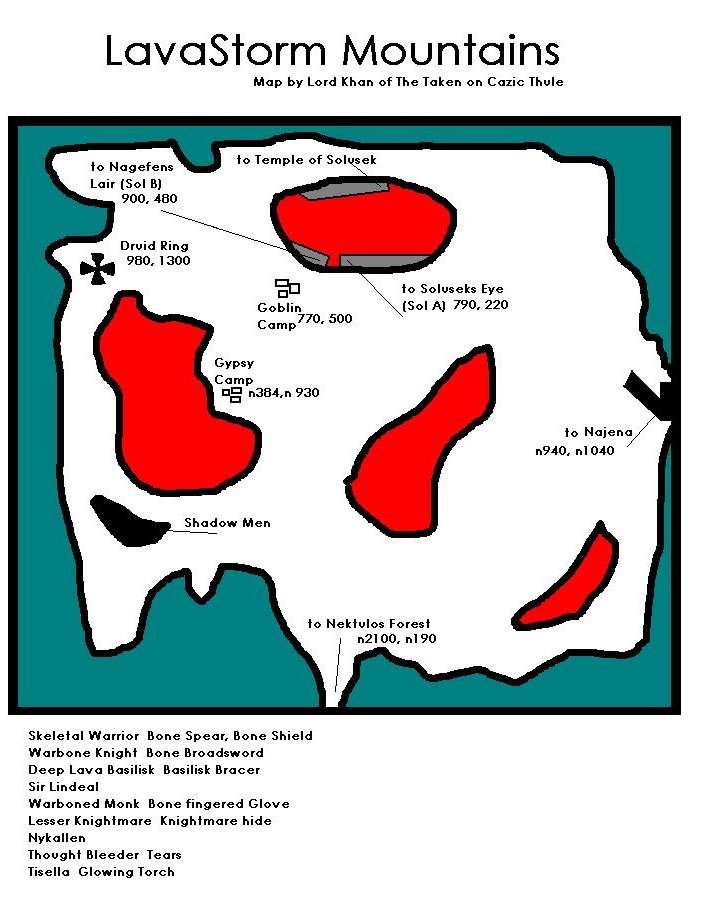 LavaStorm Mountains
Map by Lord Khan of The Taken on Cazic Thule
to Nagefens
Lair (Sol B)
900, 480
to Temple of Solusek
Druid Ring
980, 1300
to Soluseks Eye
(Sol A) 790, 220
Goblin
Camp 770, 500
Gypsy
Camp
n384,n 930
to Najena
n940, n1040
Shadow Men
to Nektulos Forest
n2100, n190
Skeletal Warrior Bone Spear, Bone Shield
Warbone Knight Bone Broadsword
Deep Lava Basilisk Basilisk Bracer
Sir Lindeal
Warboned Monk Bone fingered Glove
Lesser Knightmare Knightmare hide
Nykallen
Thought Bleeder Tears
Tisella Glowing Torch